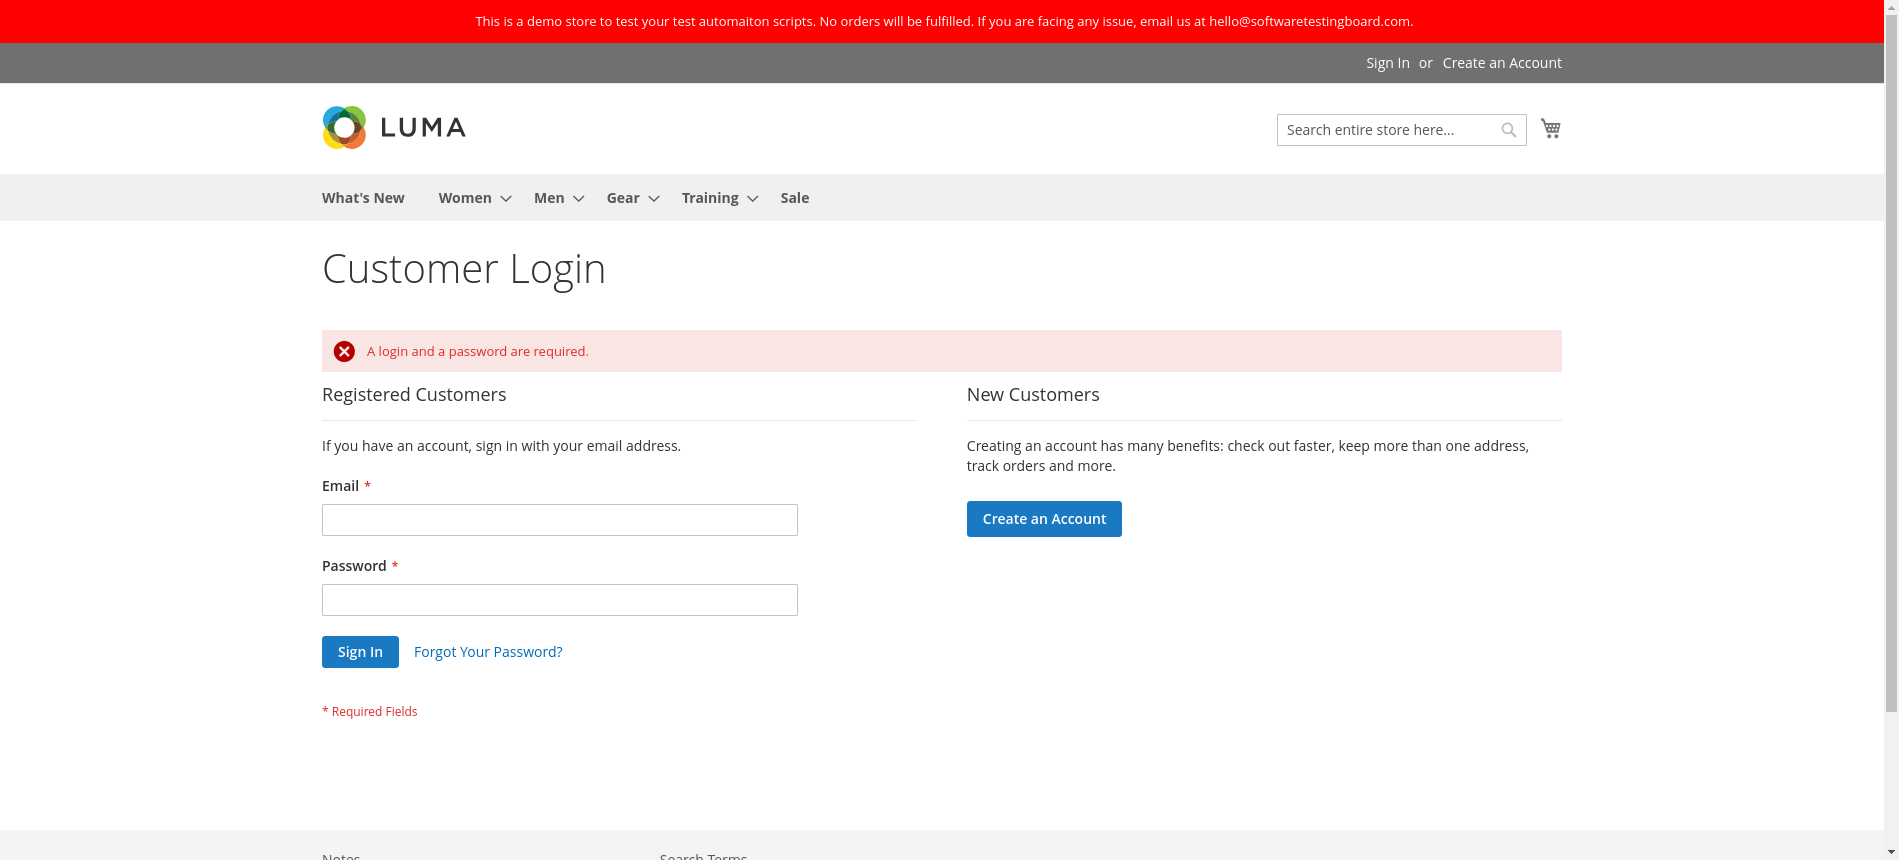 This is a demo store to test your test automaiton scripts. No orders will be fulfilled. If you are facing any issue, email us at hello@softwaretestingboard.com.
Sign In or Create an Account
LUMA
Search entire store here...
What's New Women Men Gear Training Sale
Customer Login
A login and a password are required.
Registered Customers
If you have an account, sign in with your email address.
Email *
Password *
Sign In Forgot Your Password?
* Required Fields
New Customers
Creating an account has many benefits: check out faster, keep more than one address,
track orders and more.
Create an Account
Notes Search Terms